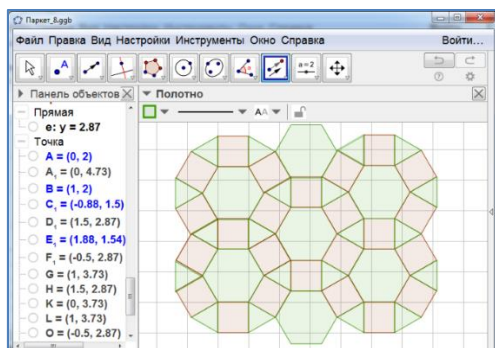 Паркет_8.ggb
Файл Правка Вид Настройки Инструменты Окно Справка Войти...
A
a=2
Панель объектов Полотно
AA
Прямая
e: y = 2.87
Точка
A = (0, 2)
A₁ = (0, 4.73)
B = (1, 2)
C₁ = (-0.88, 1.5)
D₁ = (1.5, 2.87)
E₁ = (1.88, 1.54)
F₁ = (-0.5, 2.87)
G = (1, 3.73)
H = (1.5, 2.87)
K = (0, 3.73)
L = (1, 3.73)
O = (-0.5, 2.87)